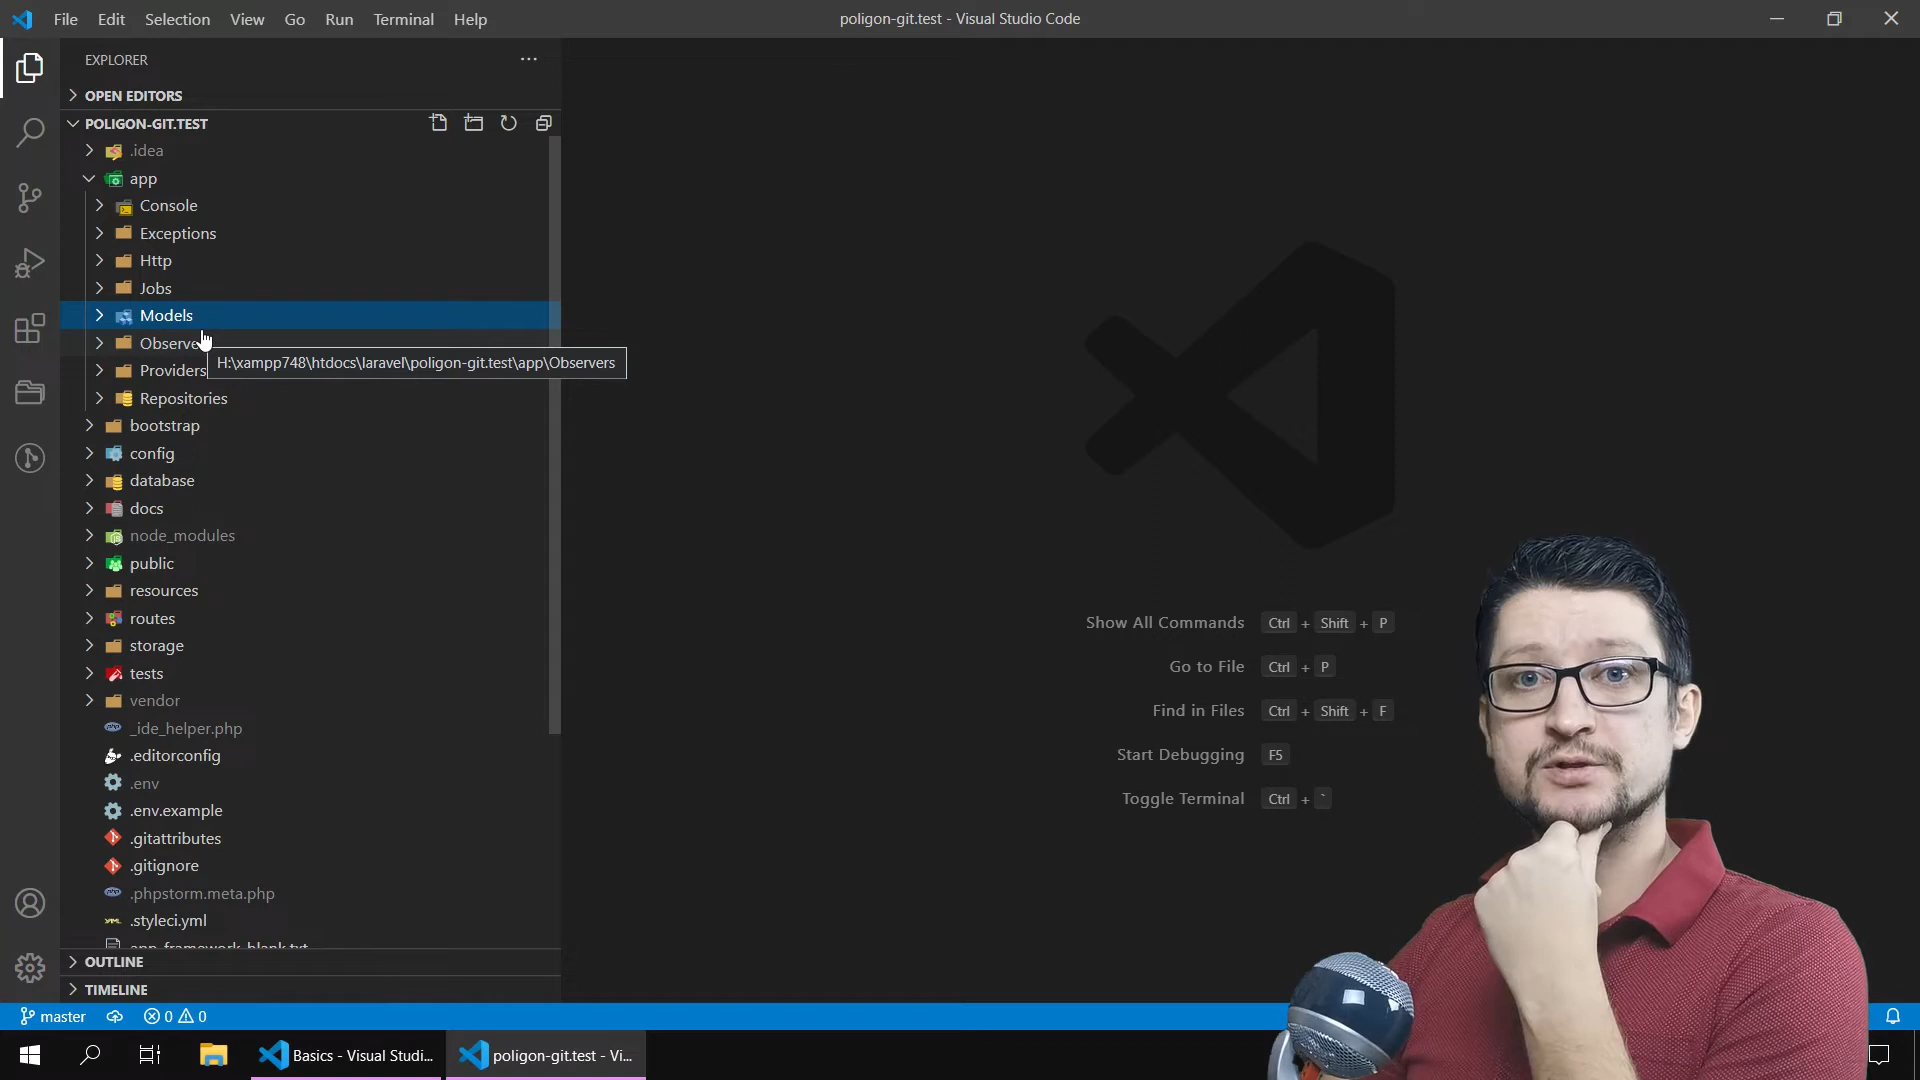 File Edit Selection View Go Run Terminal Help
poligon-git.test - Visual Studio Code
EXPLORER
OPEN EDITORS
POLIGON-GIT.TEST
.idea
app
Console
Exceptions
Http
Jobs
Models
Observe
H:\xampp748\htdocs\laravel\poligon-git.test\app\Observers
Providers
Repositories
bootstrap
config
database
docs
node_modules
public
resources
routes
storage
tests
vendor
_ide_helper.php
.editorconfig
.env
.env.example
.gitattributes
.gitignore
.phpstorm.meta.php
.styleci.yml
app_framework_blank.txt
OUTLINE
TIMELINE
Show All Commands Ctrl + Shift + P
Go to File Ctrl + P
Find in Files Ctrl + Shift + F
Start Debugging F5
Toggle Terminal Ctrl + `
master 0 0
Basics - Visual Studi...
poligon-git.test - Vi...